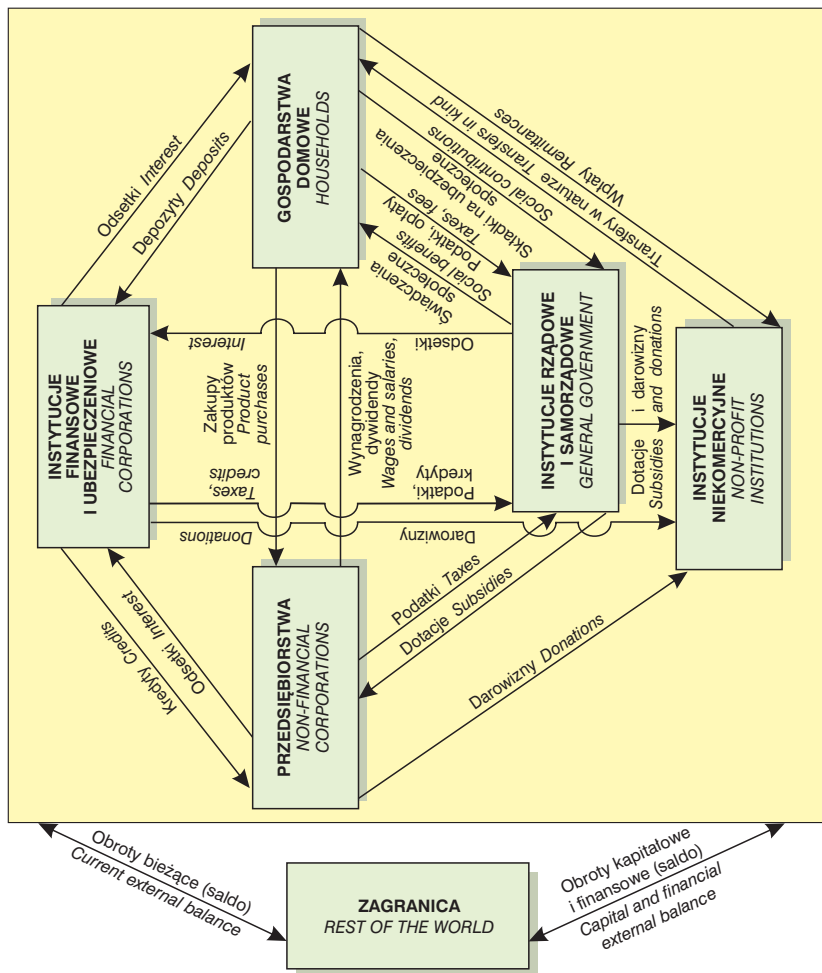 GOSPODARSTWA
DOMOWE
HOUSEHOLDS
Odsetki Interest
Depozyty Deposits
Wpłaty Remittances
Transfery w naturze Transfers in kind
Składki na ubezpieczenia
społeczne
Social contributions
Podatki, opłaty
Taxes, fees
Świadczenia
społeczne
Social benefits
INSTYTUCJE
FINANSOWE
I UBEZPIECZENIOWE
FINANCIAL
CORPORATIONS
Interest
Odsetki
Zakupy
produktów
Product
purchases
Wynagrodzenia,
dywidendy
Wages and salaries,
dividends
INSTYTUCJE RZĄDOWE
I SAMORZĄDOWE
GENERAL GOVERNMENT
Dotacje i darowizny
Subsidies and donations
INSTYTUCJE
NIEKOMERCYJNE
NON-PROFIT
INSTITUTIONS
Taxes,
credits
Podatki,
kredyty
Donations
Darowizny
Kredyty Credits
Odsetki Interest
PRZEDSIĘBIORSTWA
NON-FINANCIAL
CORPORATIONS
Podatki Taxes
Dotacje Subsidies
Darowizny Donations
Obroty bieżące (saldo)
Current external balance
ZAGRANICA
REST OF THE WORLD
Obroty kapitałowe
i finansowe (saldo)
Capital and financial
external balance